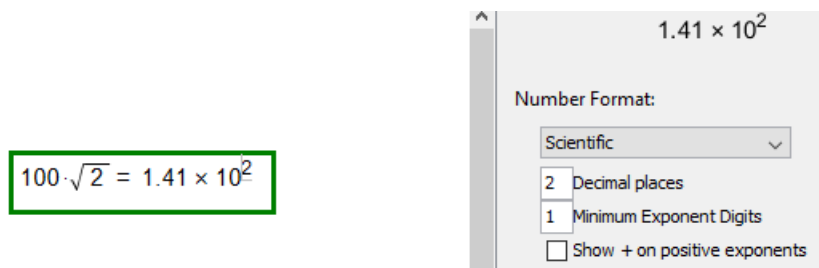 100·√2 = 1.41 × 10²
1.41 × 10²
Number Format:
Scientific
2 Decimal places
1 Minimum Exponent Digits
Show + on positive exponents